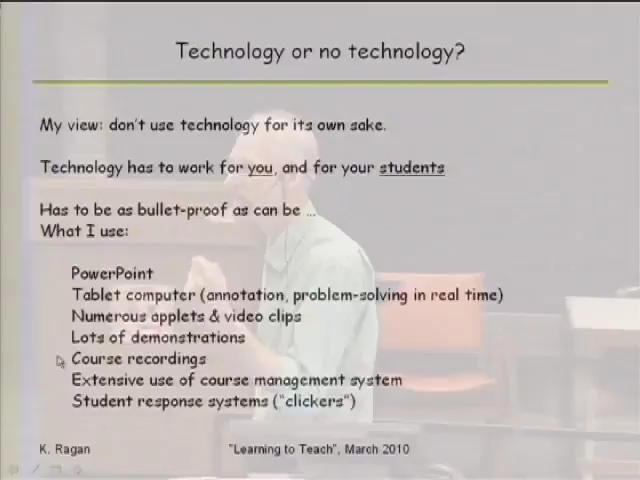 Technology or no technology?
My view: don't use technology for its own sake.
Technology has to work for you, and for your students
Has to be as bullet-proof as can be ...
What I use:
PowerPoint
Tablet computer (annotation, problem-solving in real time)
Numerous applets & video clips
Lots of demonstrations
Course recordings
Extensive use of course management system
Student response systems ("clickers")
K. Ragan
"Learning to Teach", March 2010